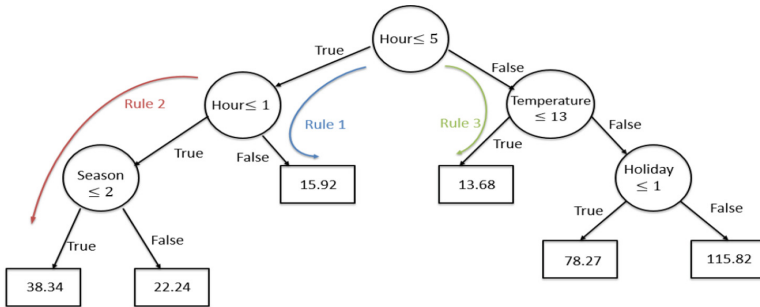 Hour≤ 5
True
False
Rule 2
Hour≤ 1
Rule 1
Rule 3
Temperature
≤ 13
True
False
True
False
Season
≤ 2
15.92
13.68
Holiday
≤ 1
True
False
True
False
38.34
22.24
78.27
115.82